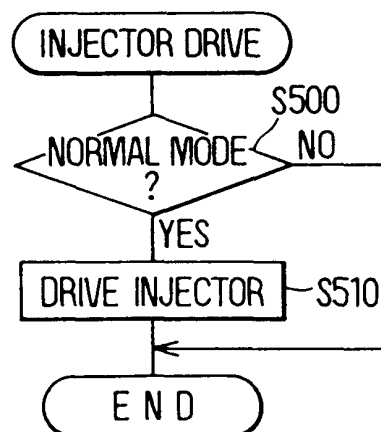 INJECTOR DRIVE
S500
NORMAL MODE
?
NO
YES
DRIVE INJECTOR
S510
END